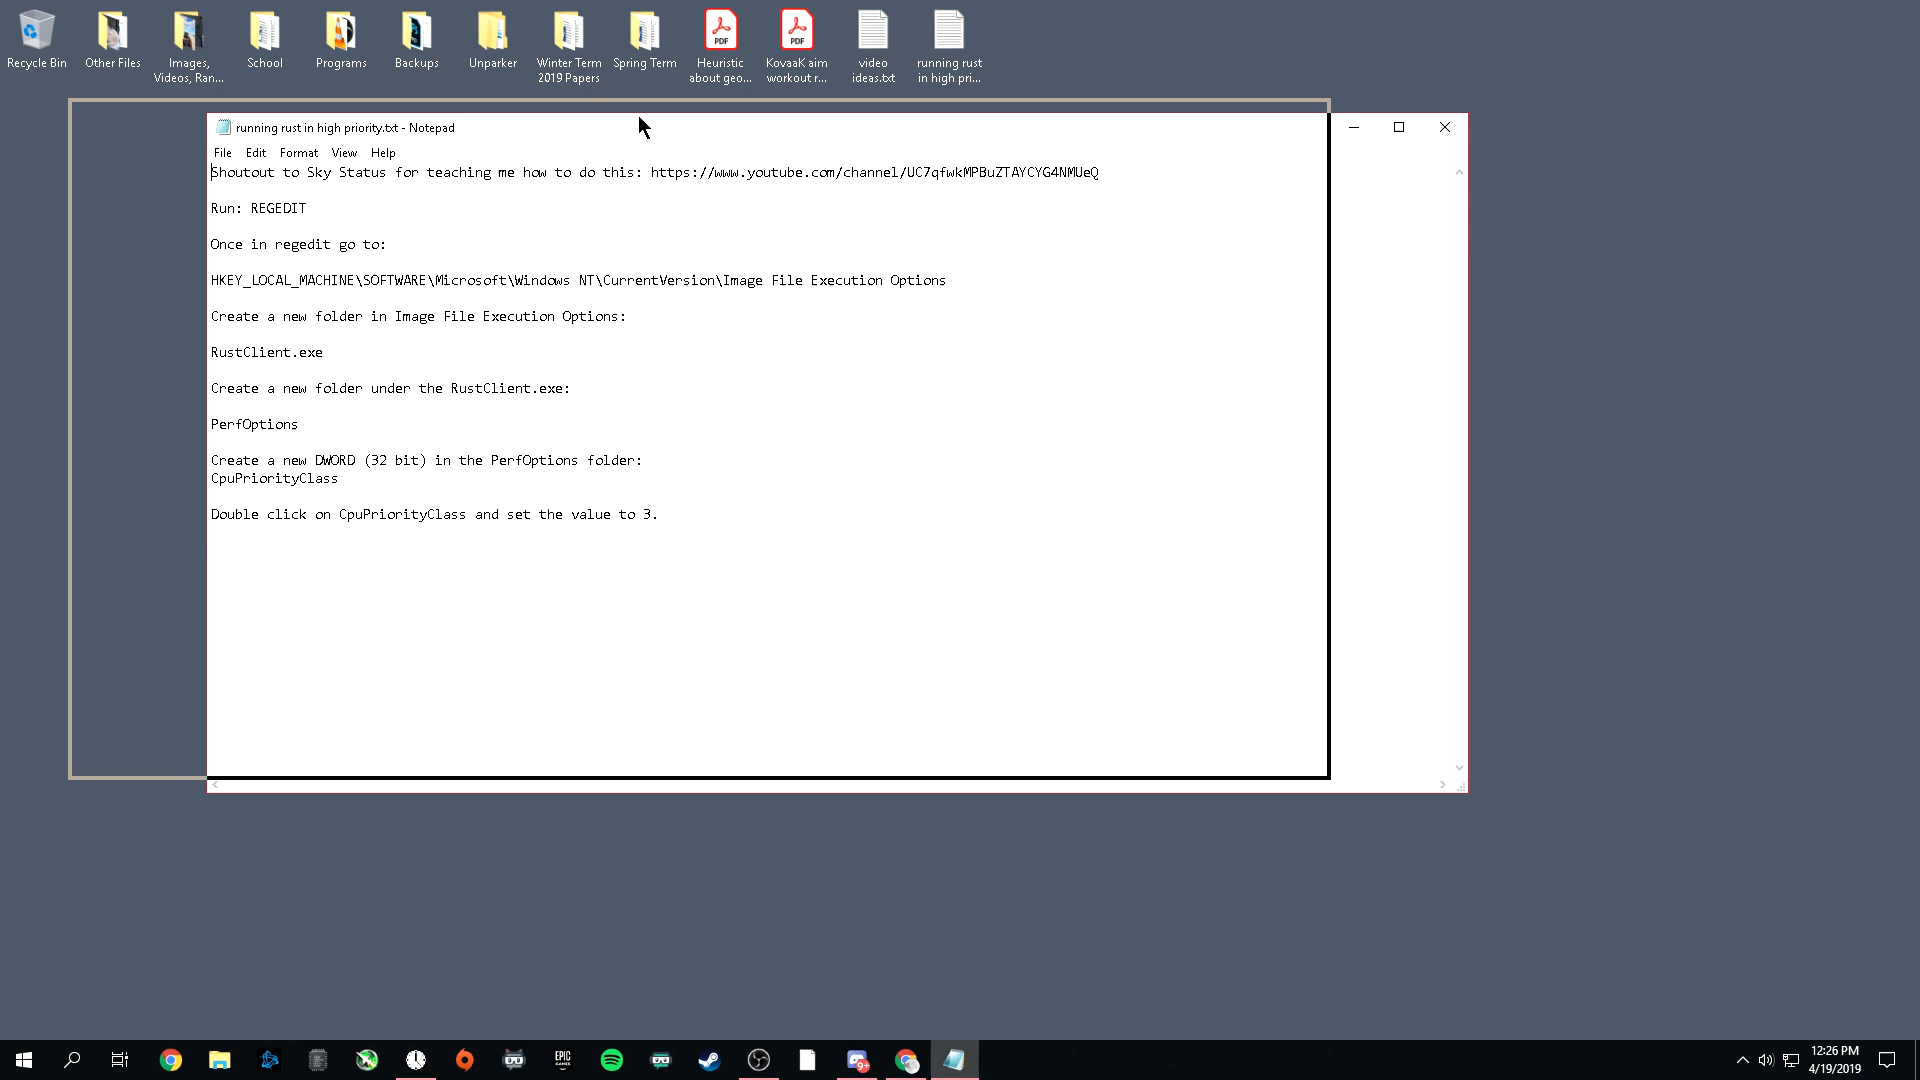 Recycle Bin
Other Files
Images,
Videos, Ran...
School
Programs
Backups
Unparker
Winter Term
2019 Papers
Spring Term
PDF
Heuristic
about geo...
PDF
KovaaK aim
workout r...
video
ideas.txt
running rust
in high pri...
running rust in high priority.txt - Notepad
File Edit Format View Help
Shoutout to Sky Status for teaching me how to do this: https://www.youtube.com/channel/UC7qfwkMPBuZTAYCYG4NMUeQ
Run: REGEDIT
Once in regedit go to:
HKEY_LOCAL_MACHINE\SOFTWARE\Microsoft\Windows NT\CurrentVersion\Image File Execution Options
Create a new folder in Image File Execution Options:
RustClient.exe
Create a new folder under the RustClient.exe:
PerfOptions
Create a new DWORD (32 bit) in the PerfOptions folder:
CpuPriorityClass
Double click on CpuPriorityClass and set the value to 3.
EPIC
GAMES
9+
12:26 PM
4/19/2019